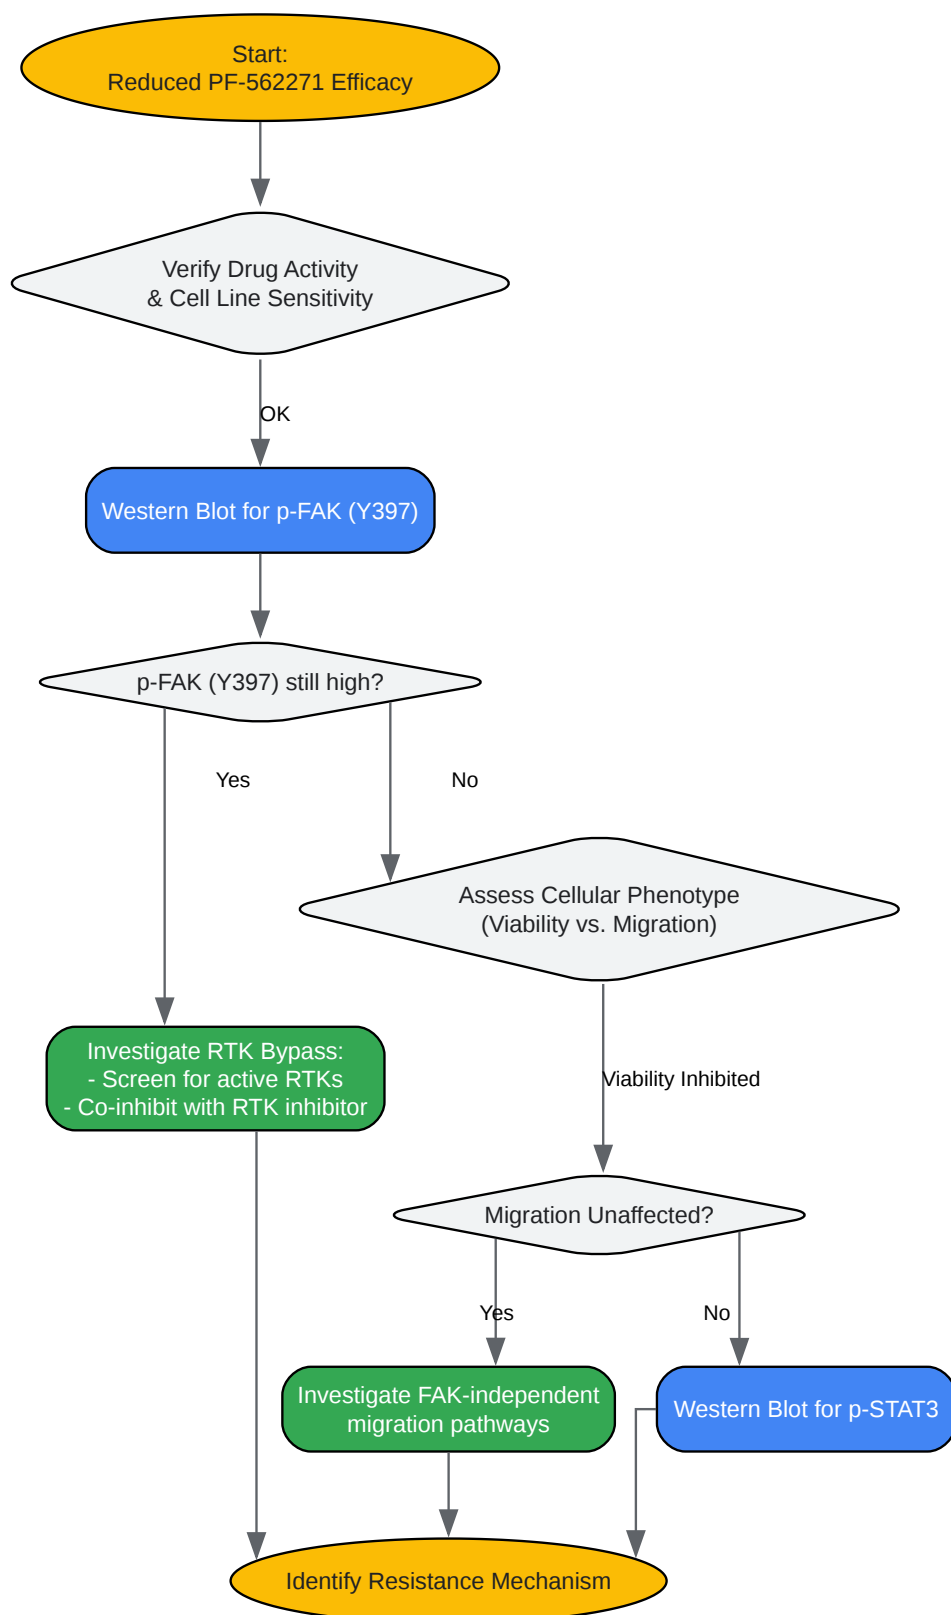 Start:
Reduced PF-562271 Efficacy
Verify Drug Activity
& Cell Line Sensitivity
OK
Western Blot for p-FAK (Y397)
p-FAK (Y397) still high?
Yes
No
Assess Cellular Phenotype
(Viability vs. Migration)
Investigate RTK Bypass:
- Screen for active RTKs
- Co-inhibit with RTK inhibitor
Viability Inhibited
Migration Unaffected?
Yes
No
Investigate FAK-independent
migration pathways
Western Blot for p-STAT3
Identify Resistance Mechanism